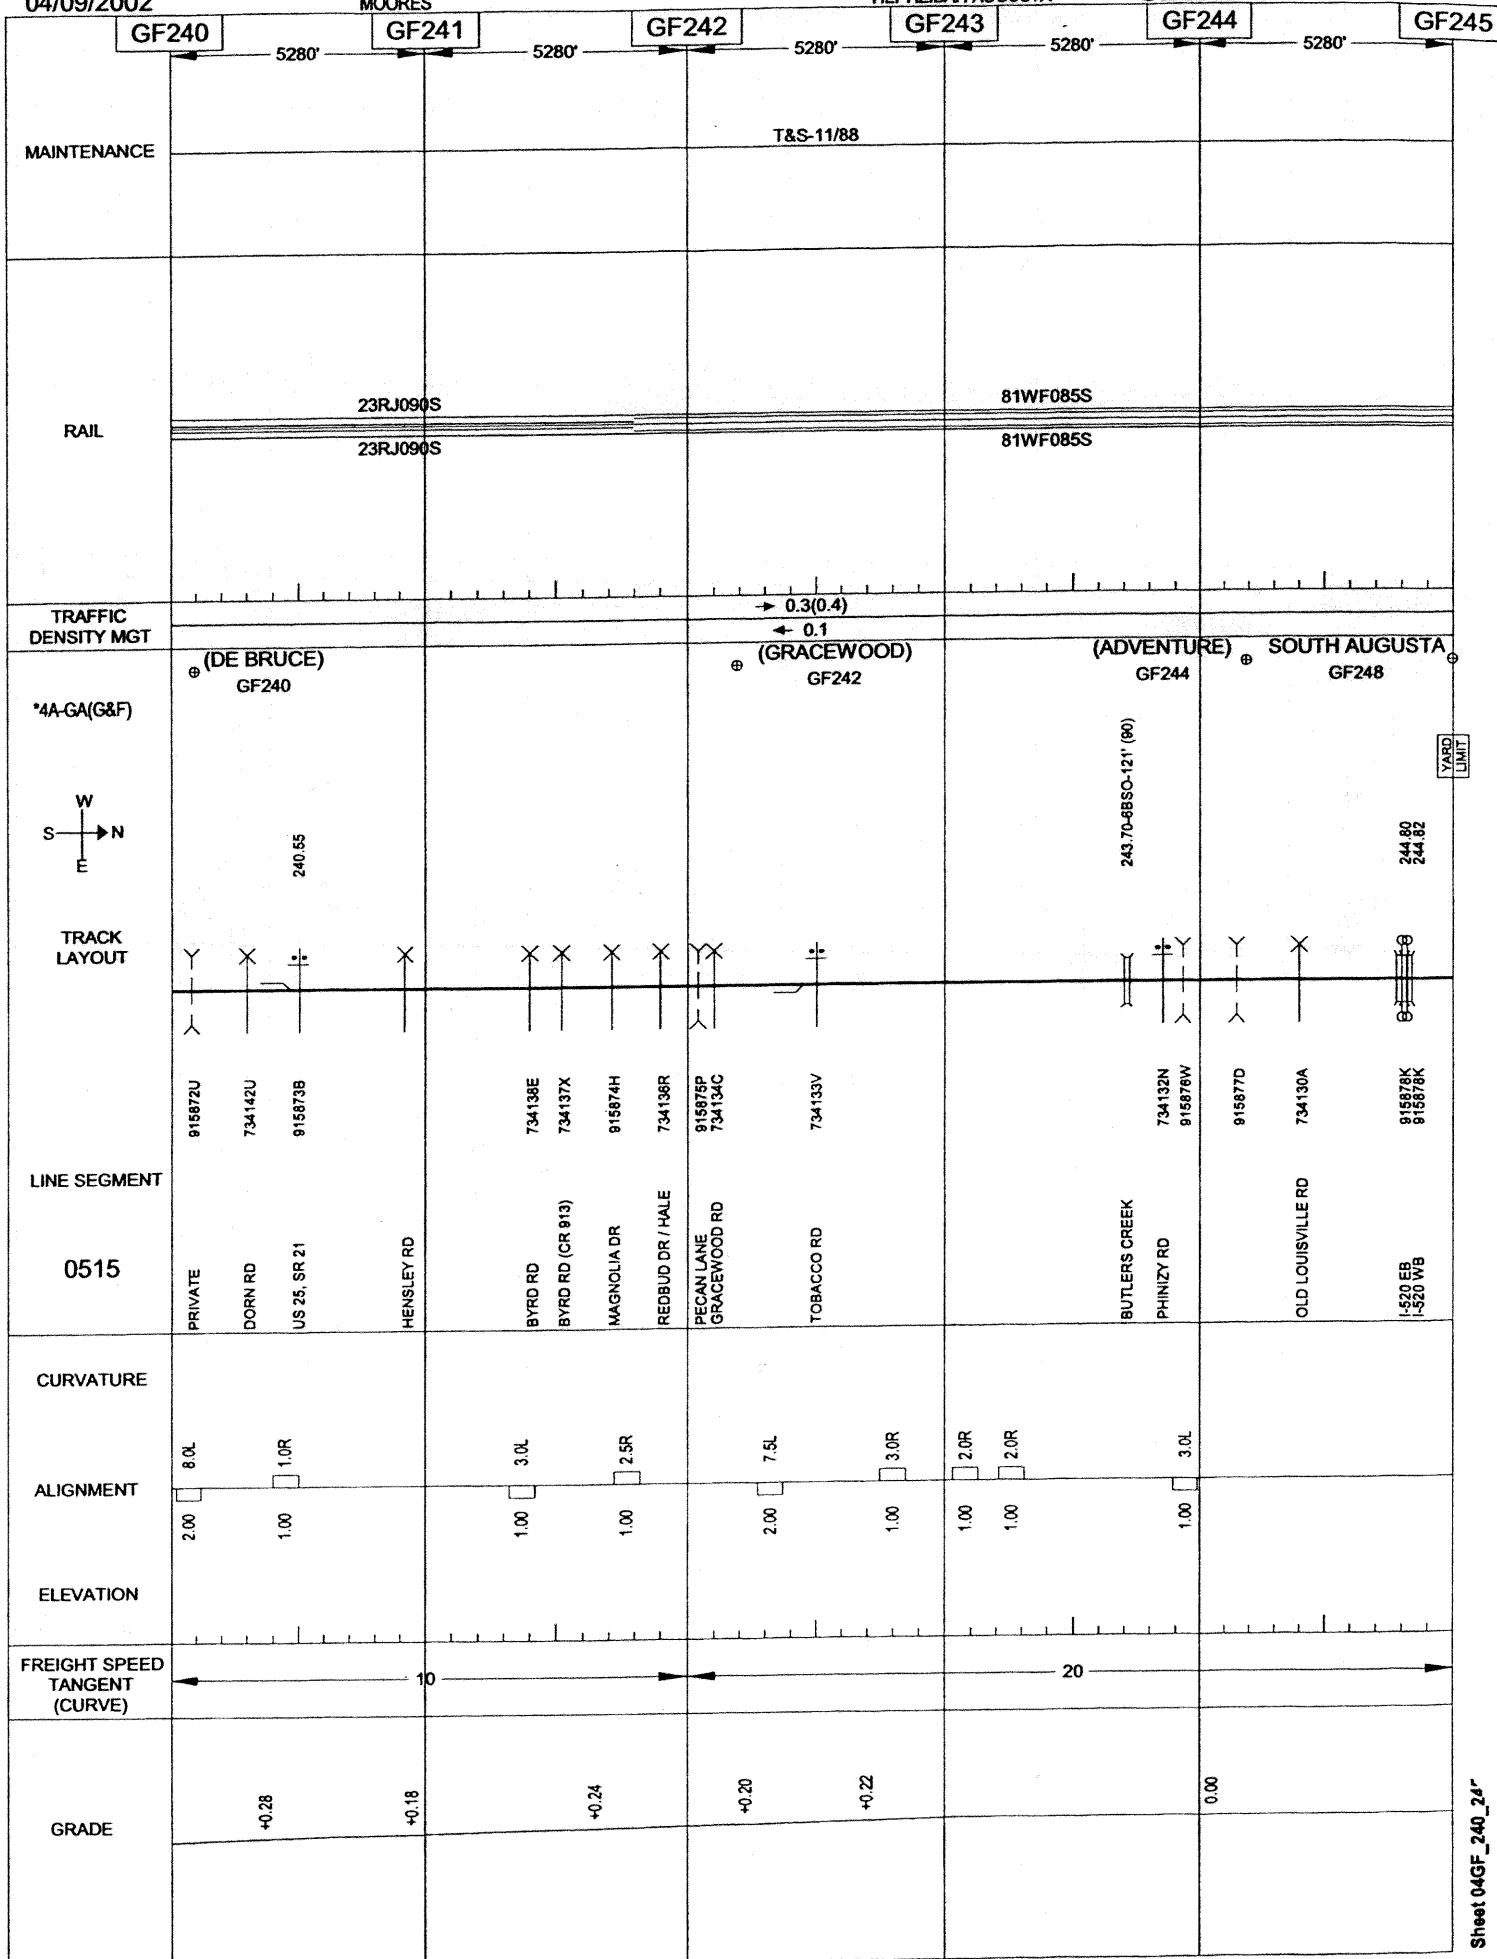 04/09/2002
MOORES
GF240 GF241 GF242 GF243 GF244 GF245
5280' 5280' 5280' 5280' 5280'
MAINTENANCE
T&S-11/88
RAIL
23RJ090S 81WF085S
23RJ090S 81WF085S
TRAFFIC
DENSITY MGT
0.3(0.4)
0.1
(DE BRUCE) (GRACEWOOD) (ADVENTURE) SOUTH AUGUSTA
GF240 GF242 GF244 GF248
*4A-GA(G&F)
YARD
LIMIT
W
S N
E
240.55
243.70-6BSO-121' (90)
244.80
244.82
TRACK
LAYOUT
915872U
734142U
915873B
734138E
734137X
915874H
734136R
915875P
734134C
734133V
734132N
915876W
915877D
734130A
915878K
915878K
LINE SEGMENT
0515
PRIVATE
DORN RD
US 25, SR 21
HENSLEY RD
BYRD RD
BYRD RD (CR 913)
MAGNOLIA DR
REDBUD DR / HALE
PECAN LANE
GRACEWOOD RD
TOBACCO RD
BUTLERS CREEK
PHINIZY RD
OLD LOUISVILLE RD
I-520 EB
I-520 WB
CURVATURE
8.0L 1.0R 3.0L 2.5R 7.5L 3.0R 2.0R 2.0R 3.0L
ALIGNMENT
2.00 1.00 1.00 1.00 2.00 1.00 1.00 1.00 1.00
ELEVATION
FREIGHT SPEED
TANGENT
(CURVE)
10 20
GRADE
+0.28 +0.18 +0.24 +0.20 +0.22 0.00
Sheet 04GF_240_24